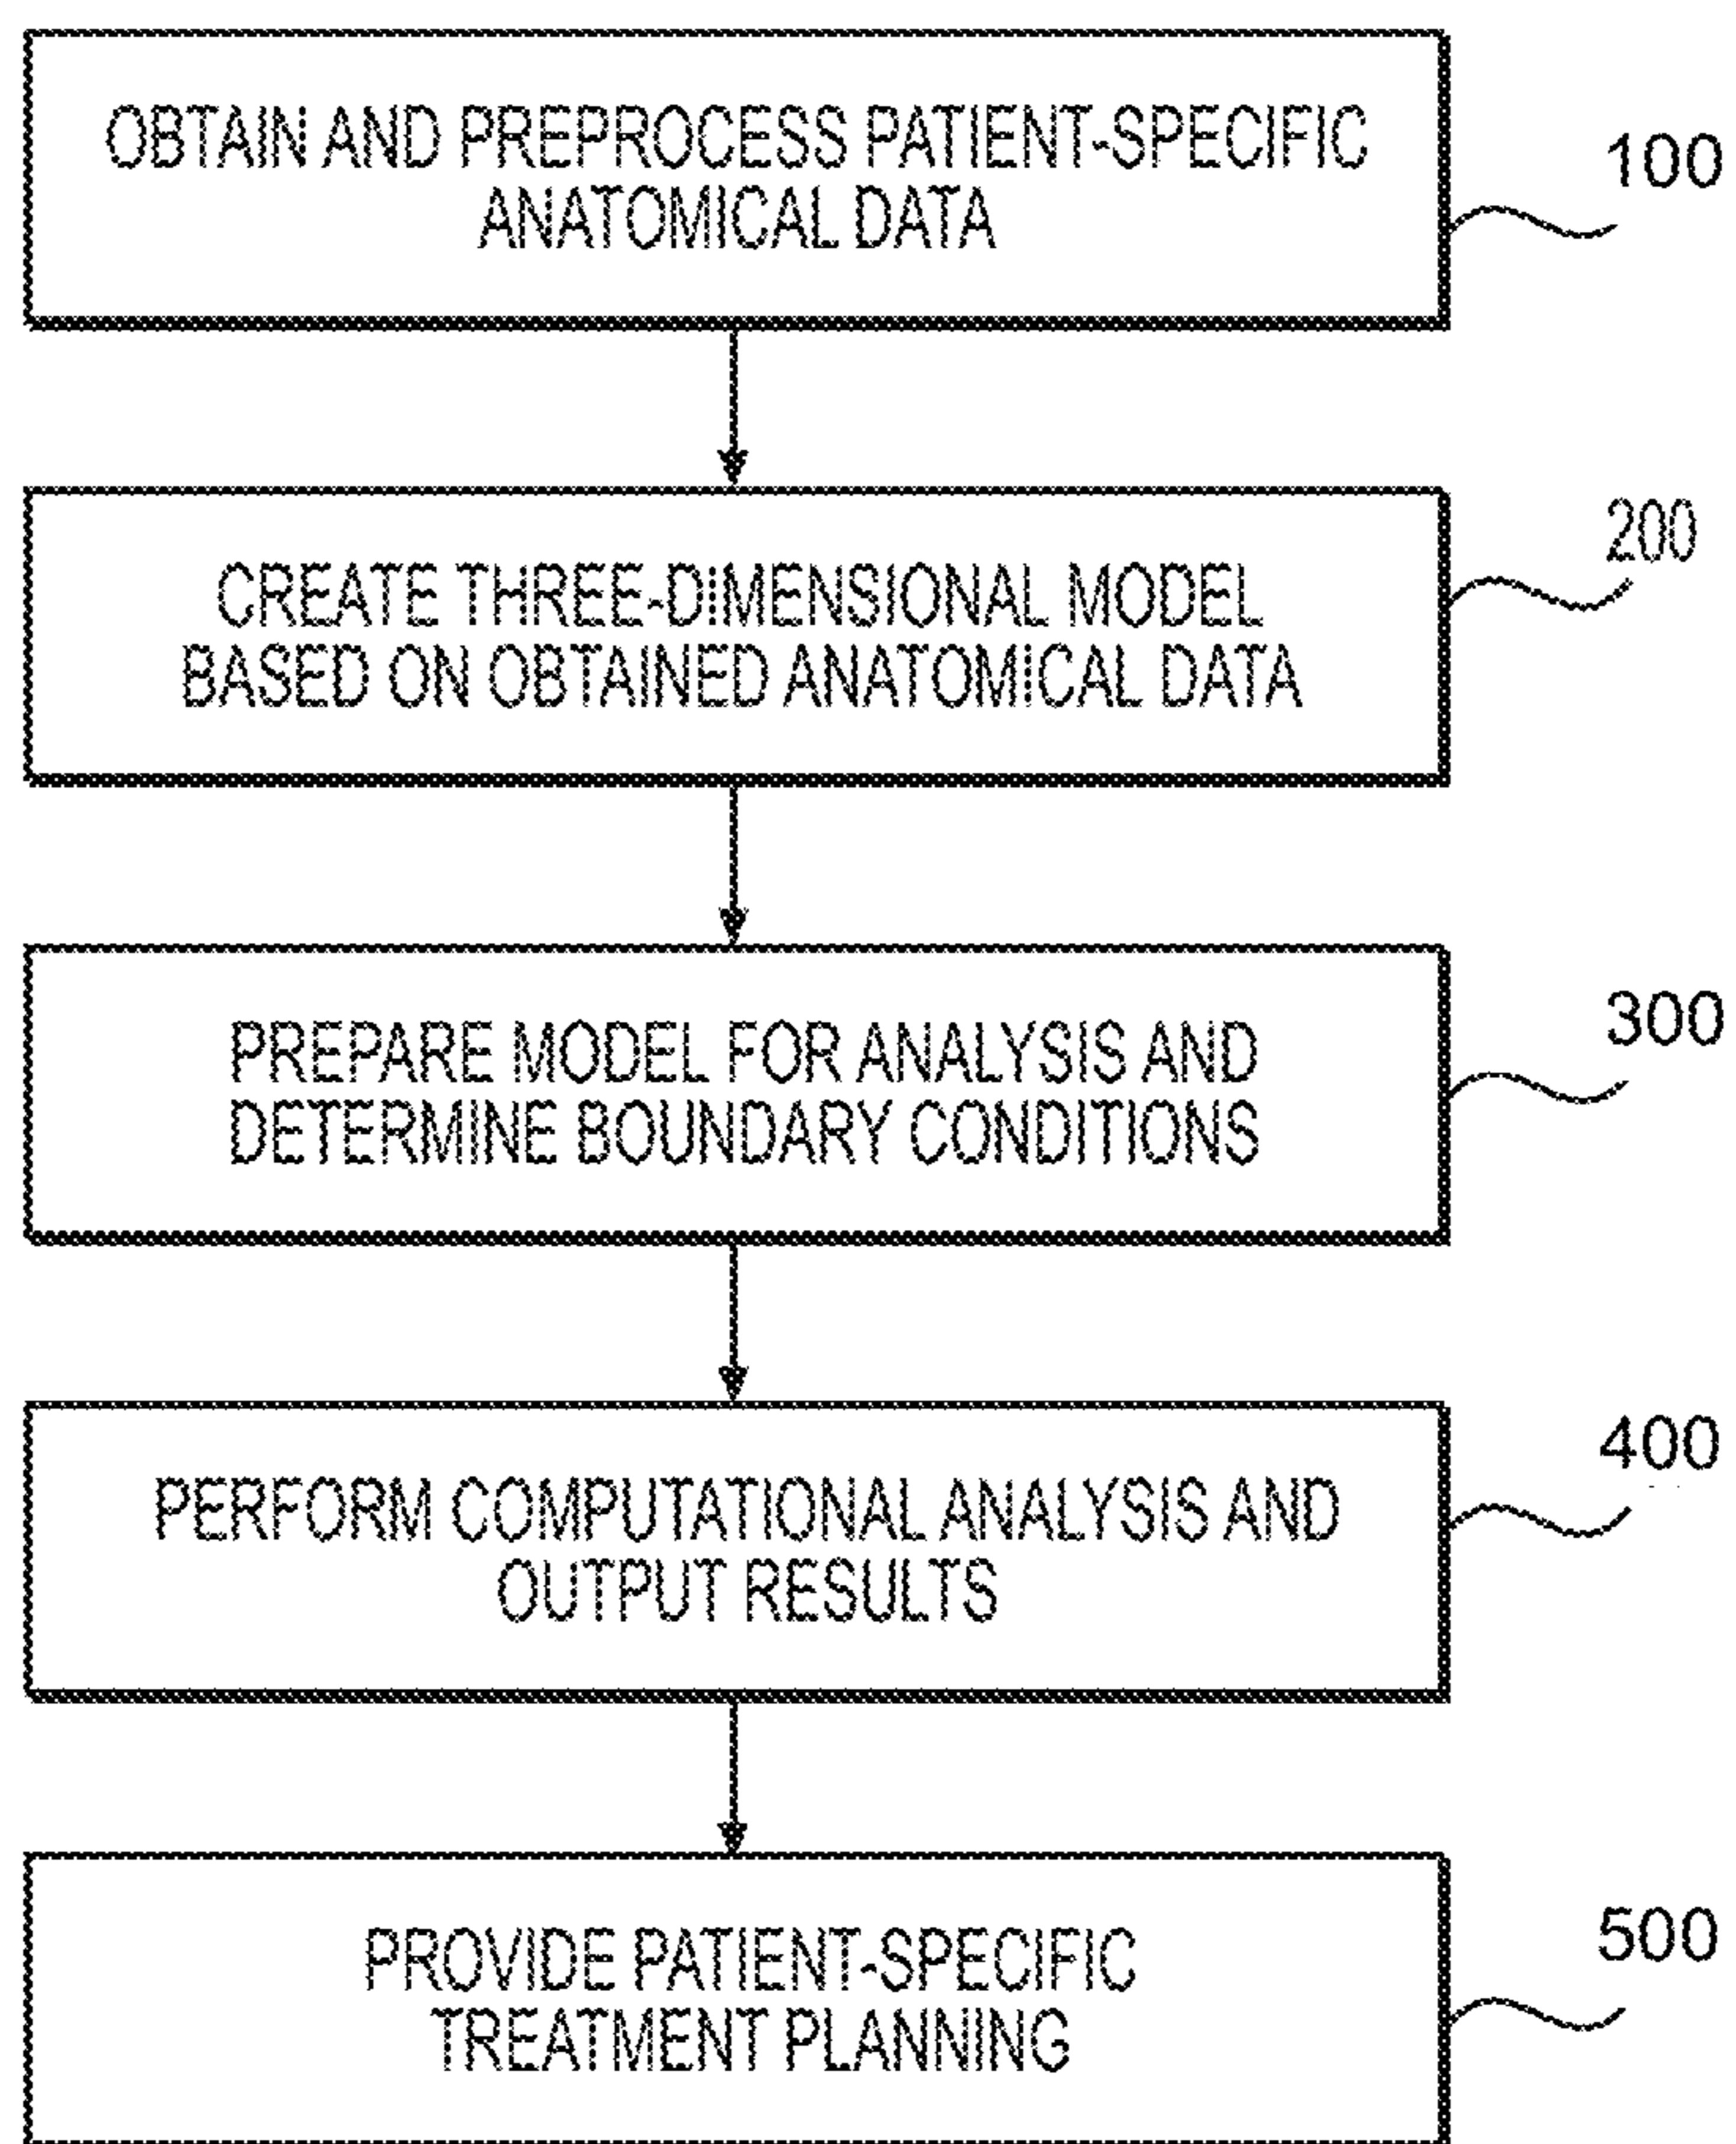 OBTAIN AND PREPROCESS PATIENT-SPECIFIC
ANATOMICAL DATA
100
CREATE THREE-DIMENSIONAL MODEL
BASED ON OBTAINED ANATOMICAL DATA
200
PREPARE MODEL FOR ANALYSIS AND
DETERMINE BOUNDARY CONDITIONS
300
PERFORM COMPUTATIONAL ANALYSIS AND
OUTPUT RESULTS
400
PROVIDE PATIENT-SPECIFIC
TREATMENT PLANNING
500